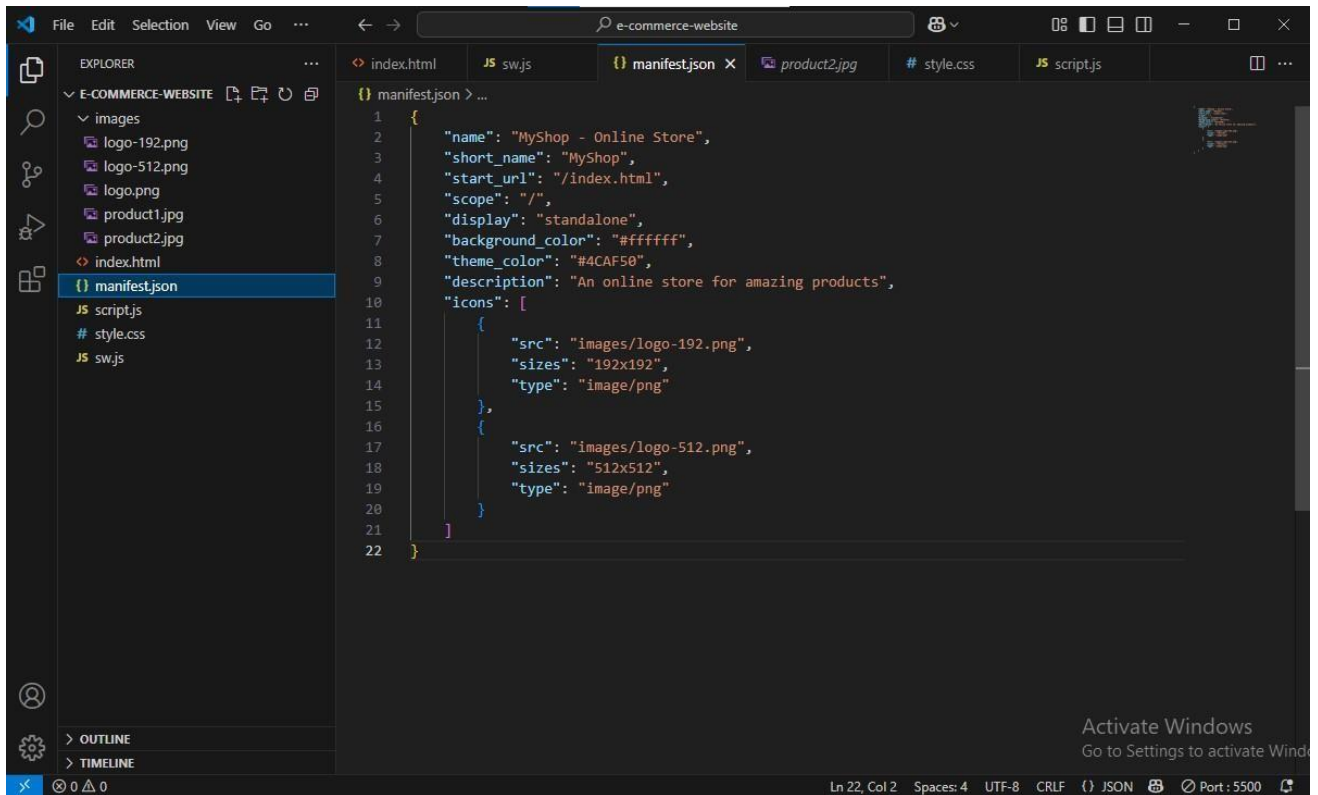 File Edit Selection View Go ··· e-commerce-website
EXPLORER ···
E-COMMERCE-WEBSITE
images
logo-192.png
logo-512.png
logo.png
product1.jpg
product2.jpg
index.html
manifest.json
script.js
style.css
sw.js
OUTLINE
TIMELINE
index.html JS sw.js {} manifest.json product2.jpg # style.css JS script.js
{} manifest.json > ...
1 {
2 "name": "MyShop - Online Store",
3 "short_name": "MyShop",
4 "start_url": "/index.html",
5 "scope": "/",
6 "display": "standalone",
7 "background_color": "#ffffff",
8 "theme_color": "#4CAF50",
9 "description": "An online store for amazing products",
10 "icons": [
11 {
12 "src": "images/logo-192.png",
13 "sizes": "192x192",
14 "type": "image/png"
15 },
16 {
17 "src": "images/logo-512.png",
18 "sizes": "512x512",
19 "type": "image/png"
20 }
21 ]
22 }
Activate Windows
Go to Settings to activate Windo
0 0 Ln 22, Col 2 Spaces: 4 UTF-8 CRLF {} JSON Port : 5500